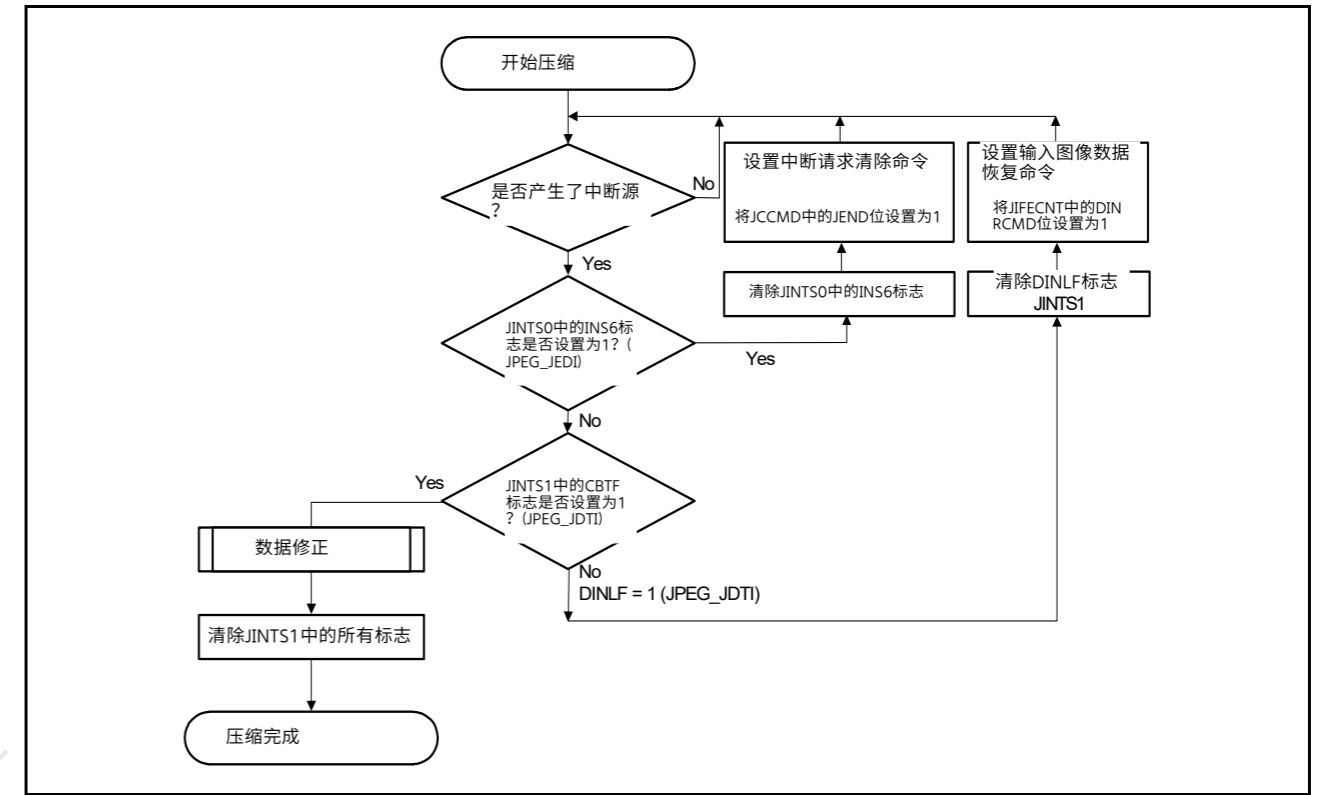 开始压缩
是否产生了中断源
?
No
设置中断请求清除命令
将JCCMD中的JEND位设置为1
设置输入图像数据
恢复命令
将JIFECNT中的DIN
RCMD位设置为1
Yes
清除JINTS0中的INS6标志
清除DINLF标志
JINTS1
JINTS0中的INS6标
志是否设置为1？(
JPEG_JEDI)
Yes
No
Yes
JINTS1中的CBTF
标志是否设置为1
？(JPEG_JDTI)
数据修正
No
DINLF = 1 (JPEG_JDTI)
清除JINTS1中的所有标志
压缩完成